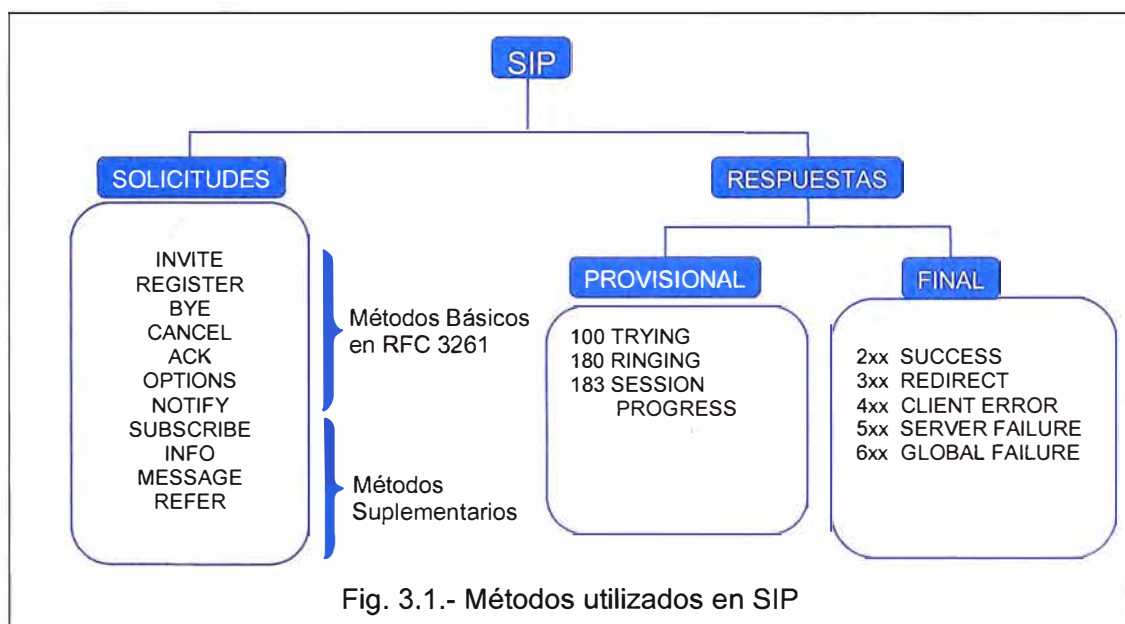 SIP
SOLICITUDES
INVITE
REGISTER
BYE
CANCEL
ACK
OPTIONS
NOTIFY
SUBSCRIBE
INFO
MESSAGE
REFER
Métodos Básicos
en RFC 3261
Métodos
Suplementarios
RESPUESTAS
PROVISIONAL
100 TRYING
180 RINGING
183 SESSION
PROGRESS
FINAL
2xx SUCCESS
3xx REDIRECT
4xx CLIENT ERROR
5xx SERVER FAILURE
6xx GLOBAL FAILURE
Fig. 3.1.- Métodos utilizados en SIP